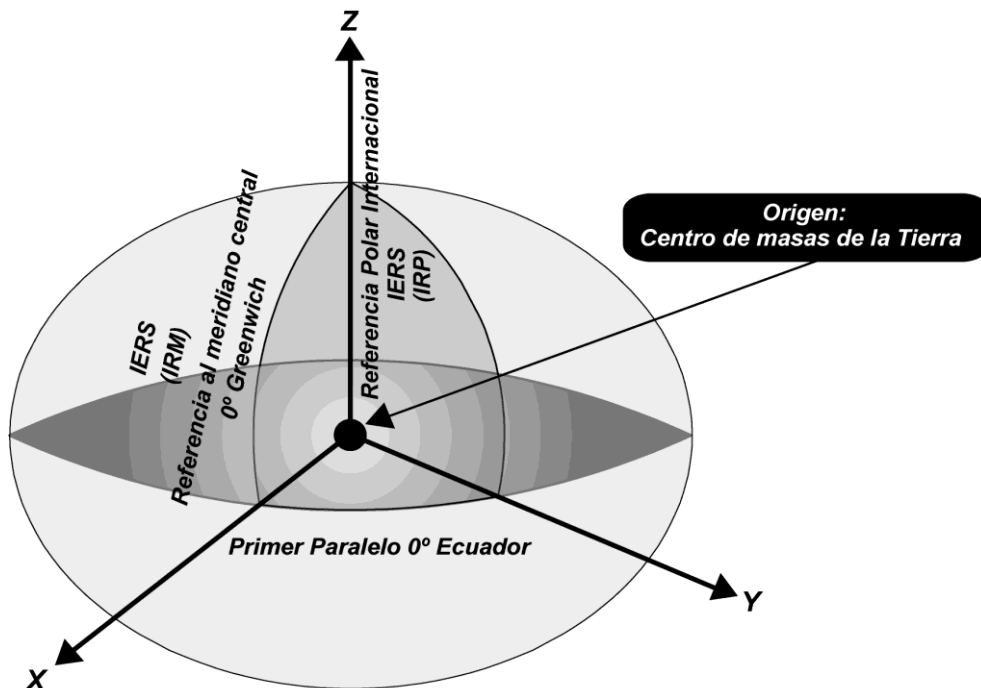 Z
Origen:
Centro de masas de la Tierra
Referencia Polar Internacional
IERS
(IRP)
IERS
(IRM)
Referencia al meridiano central
0º Greenwich
Primer Paralelo 0º Ecuador
Y
X